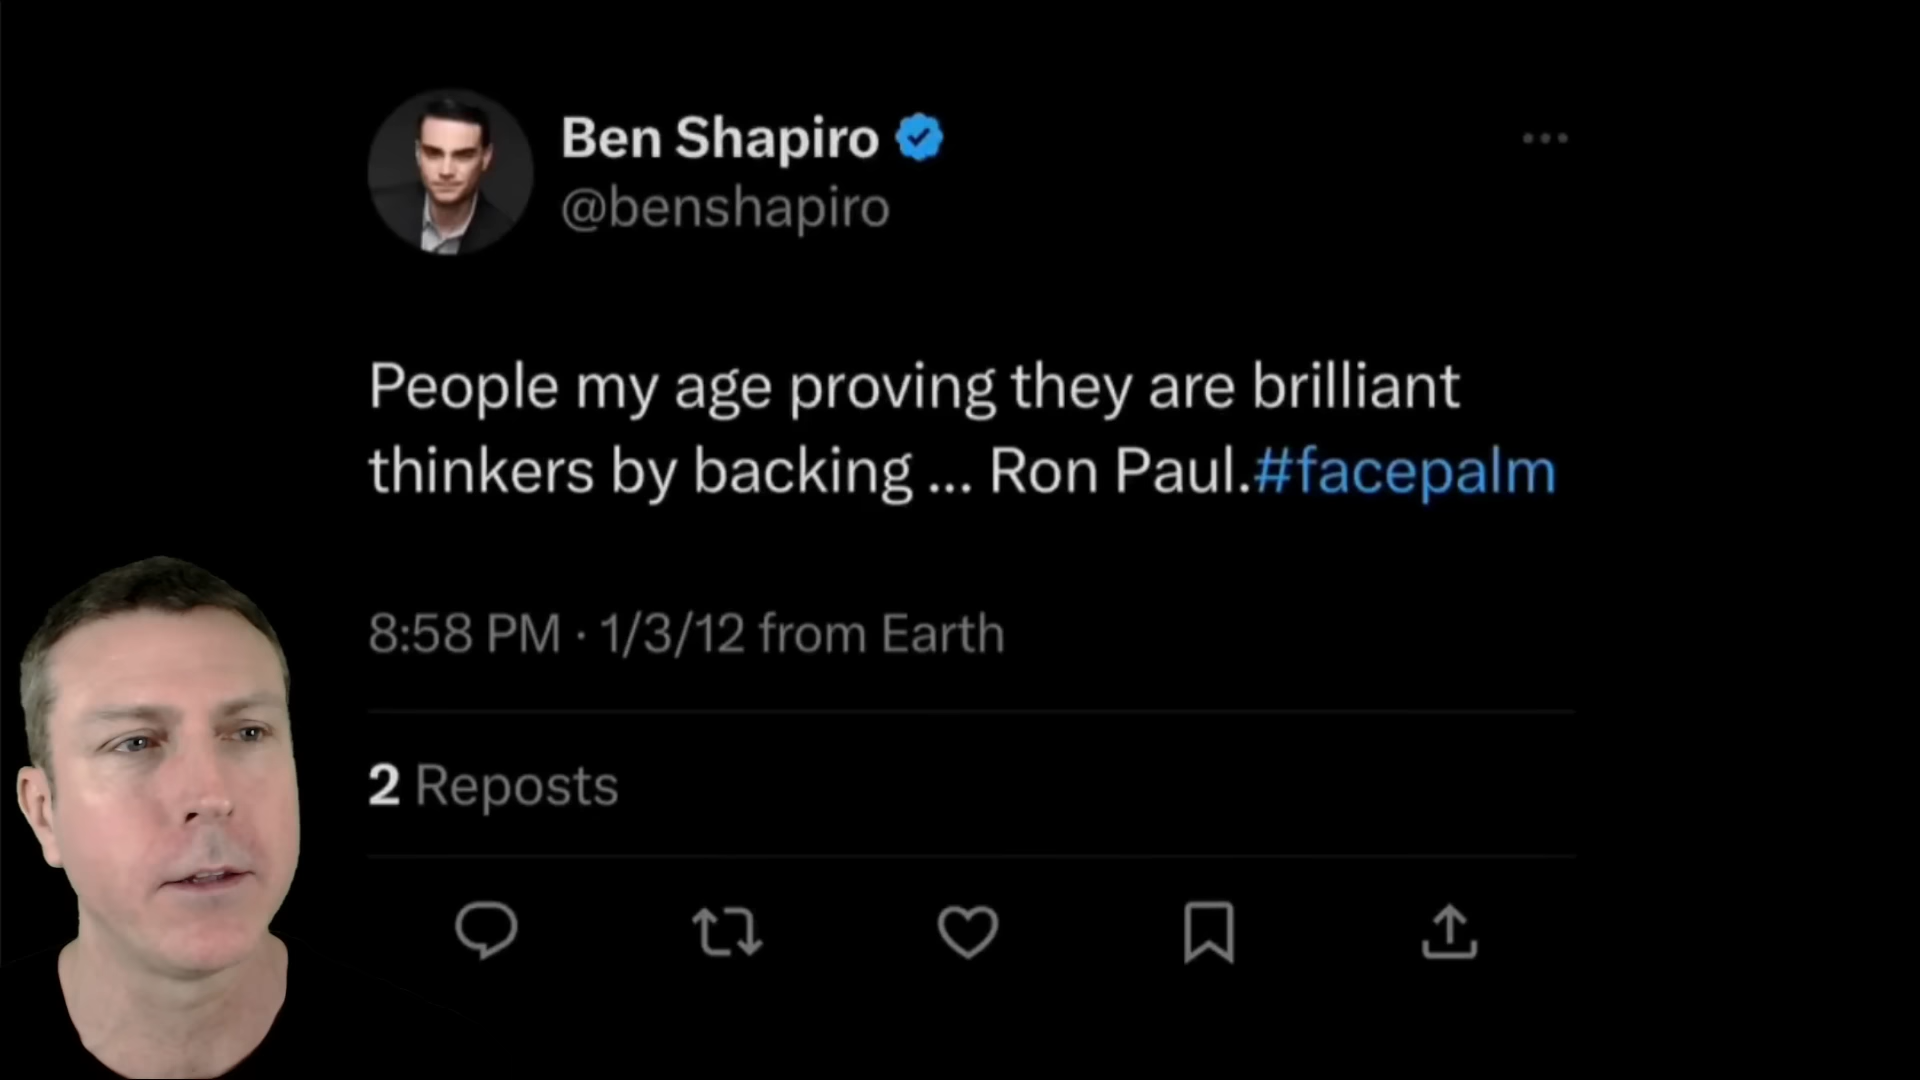 Ben Shapiro
@benshapiro
People my age proving they are brilliant
thinkers by backing ... Ron Paul.#facepalm
8:58 PM · 1/3/12 from Earth
2 Reposts